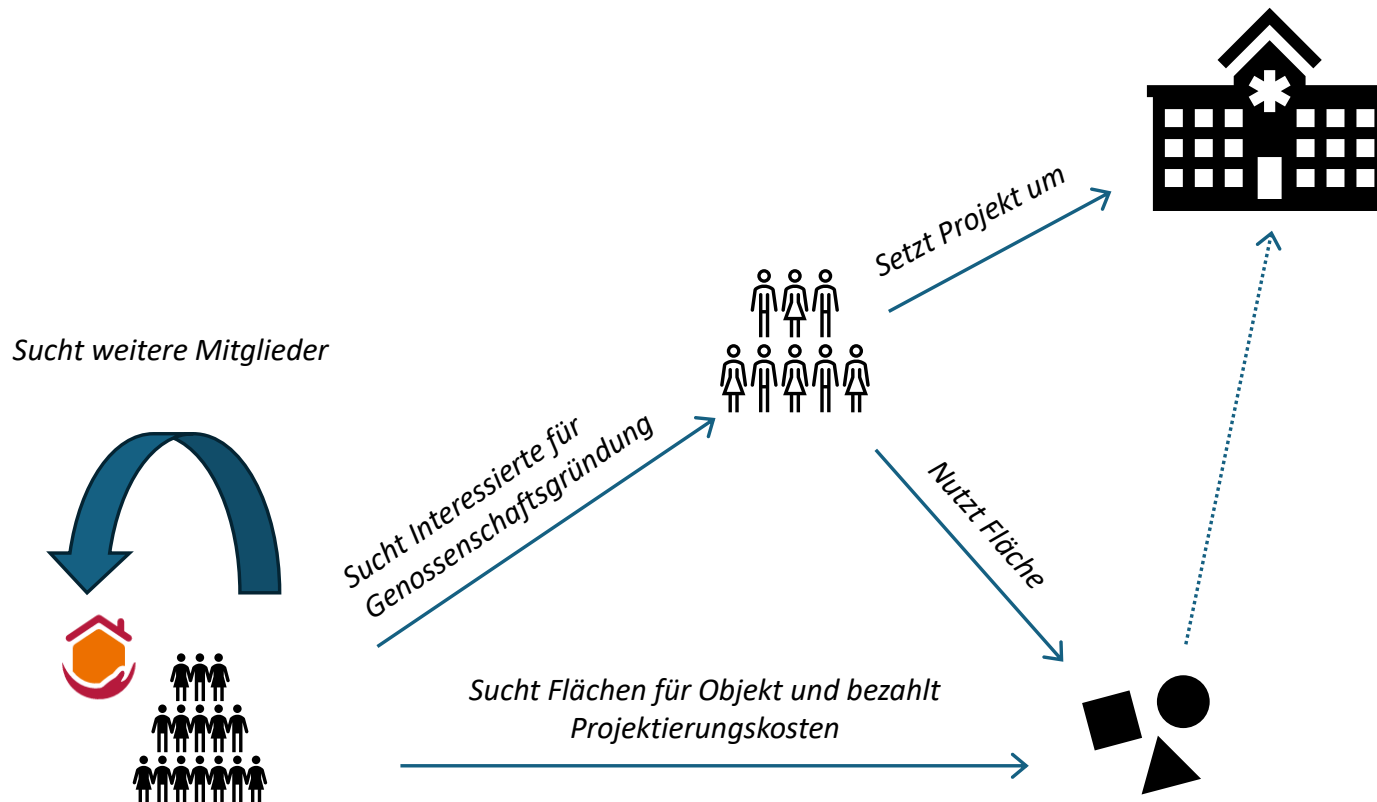 Setzt Projekt um
Sucht weitere Mitglieder
Sucht Interessierte für
Genossenschaftsgründung
Nutzt Fläche
Sucht Flächen für Objekt und bezahlt
Projektierungskosten